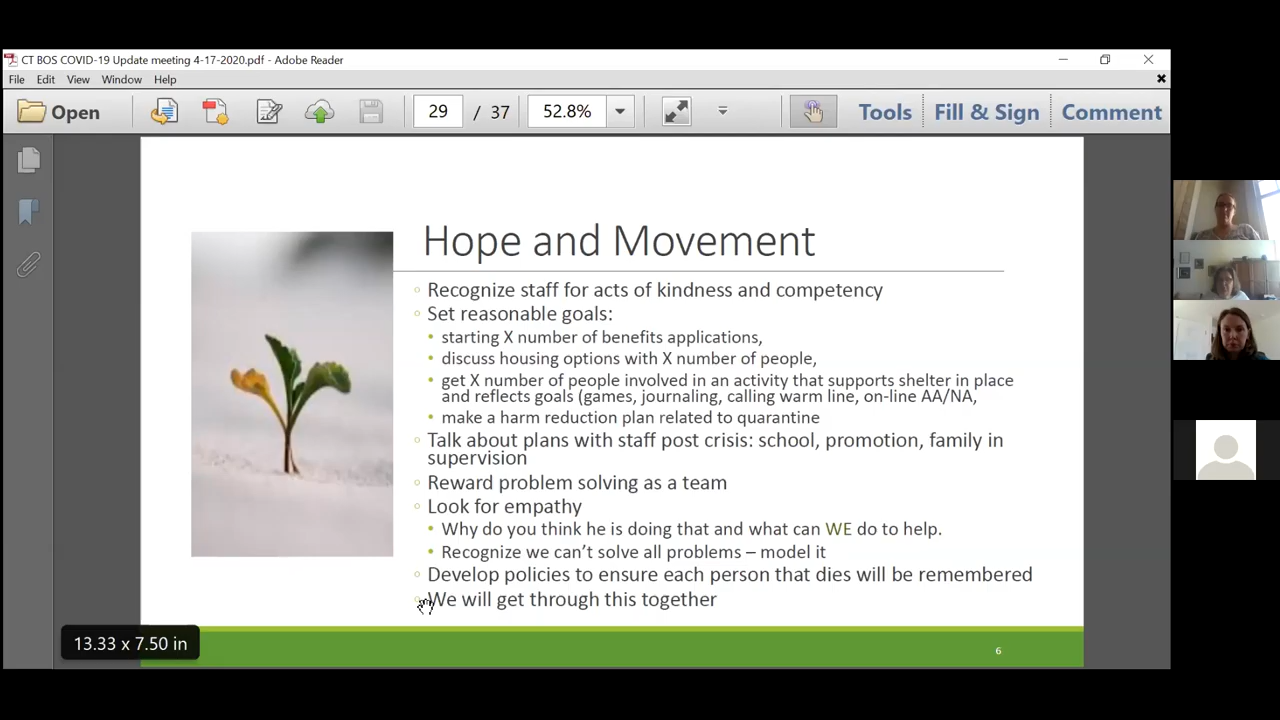 CT BOS COVID-19 Update meeting 4-17-2020.pdf - Adobe Reader
File Edit View Window Help
Open 29 / 37 52.8% Tools Fill & Sign Comment
Hope and Movement
Recognize staff for acts of kindness and competency
Set reasonable goals:
starting X number of benefits applications,
discuss housing options with X number of people,
get X number of people involved in an activity that supports shelter in place
and reflects goals (games, journaling, calling warm line, on-line AA/NA,
make a harm reduction plan related to quarantine
Talk about plans with staff post crisis: school, promotion, family in
supervision
Reward problem solving as a team
Look for empathy
Why do you think he is doing that and what can WE do to help.
Recognize we can’t solve all problems – model it
Develop policies to ensure each person that dies will be remembered
We will get through this together
13.33 x 7.50 in
6